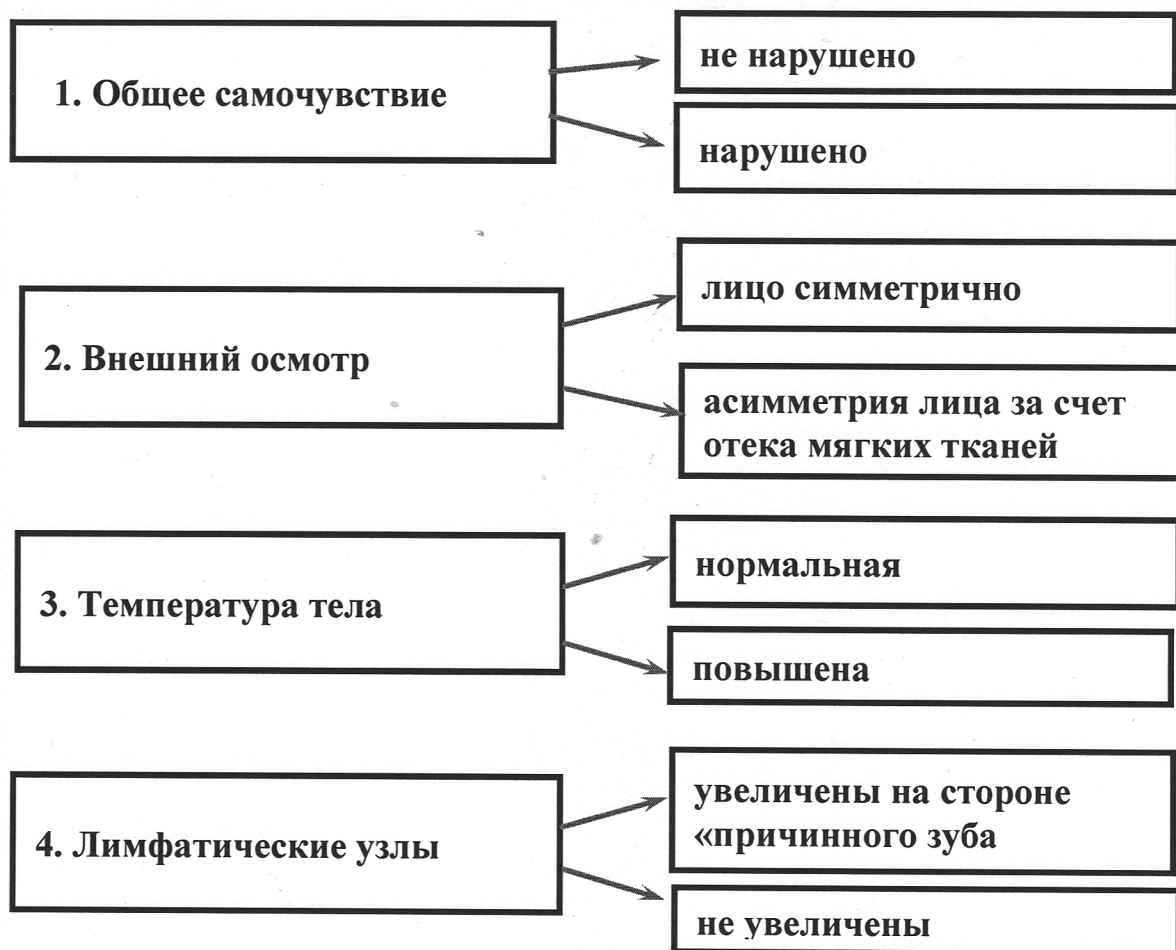 1. Общее самочувствие
не нарушено
нарушено
2. Внешний осмотр
лицо симметрично
асимметрия лица за счет
отека мягких тканей
3. Температура тела
нормальная
повышена
4. Лимфатические узлы
увеличены на стороне
«причинного зуба
не увеличены